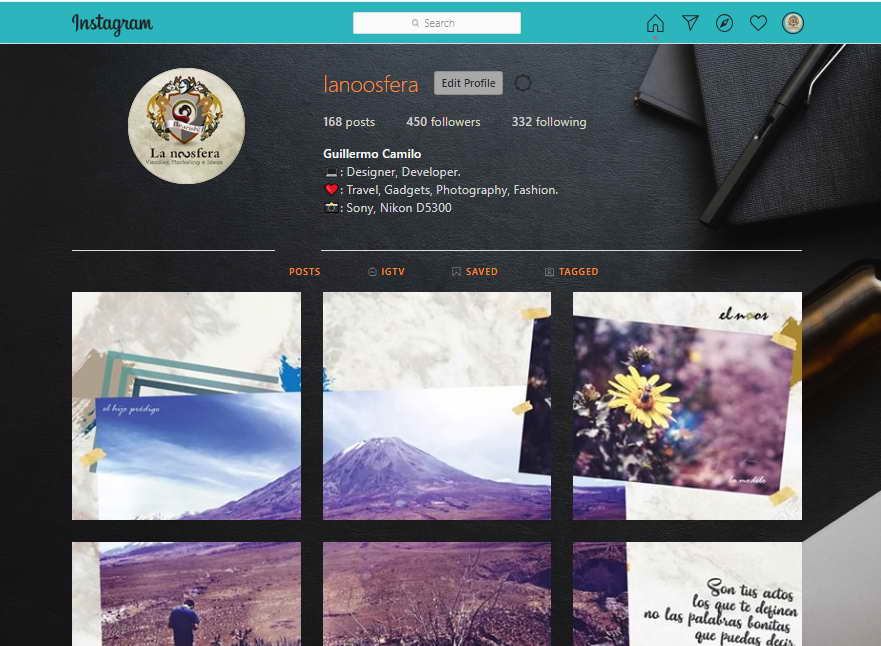 Instagram
Search
lanoosfera
Edit Profile
168 posts
450 followers
332 following
Guillermo Camilo
: Designer, Developer.
: Travel, Gadgets, Photography, Fashion.
: Sony, Nikon D5300
POSTS
IGTV
SAVED
TAGGED
La noosfera
Visuales, Marketing e Ideas
el noos
el hijo pródigo
la modelo
Son tus actos
los que te definen
no las palabras bonitas
que puedas decir.